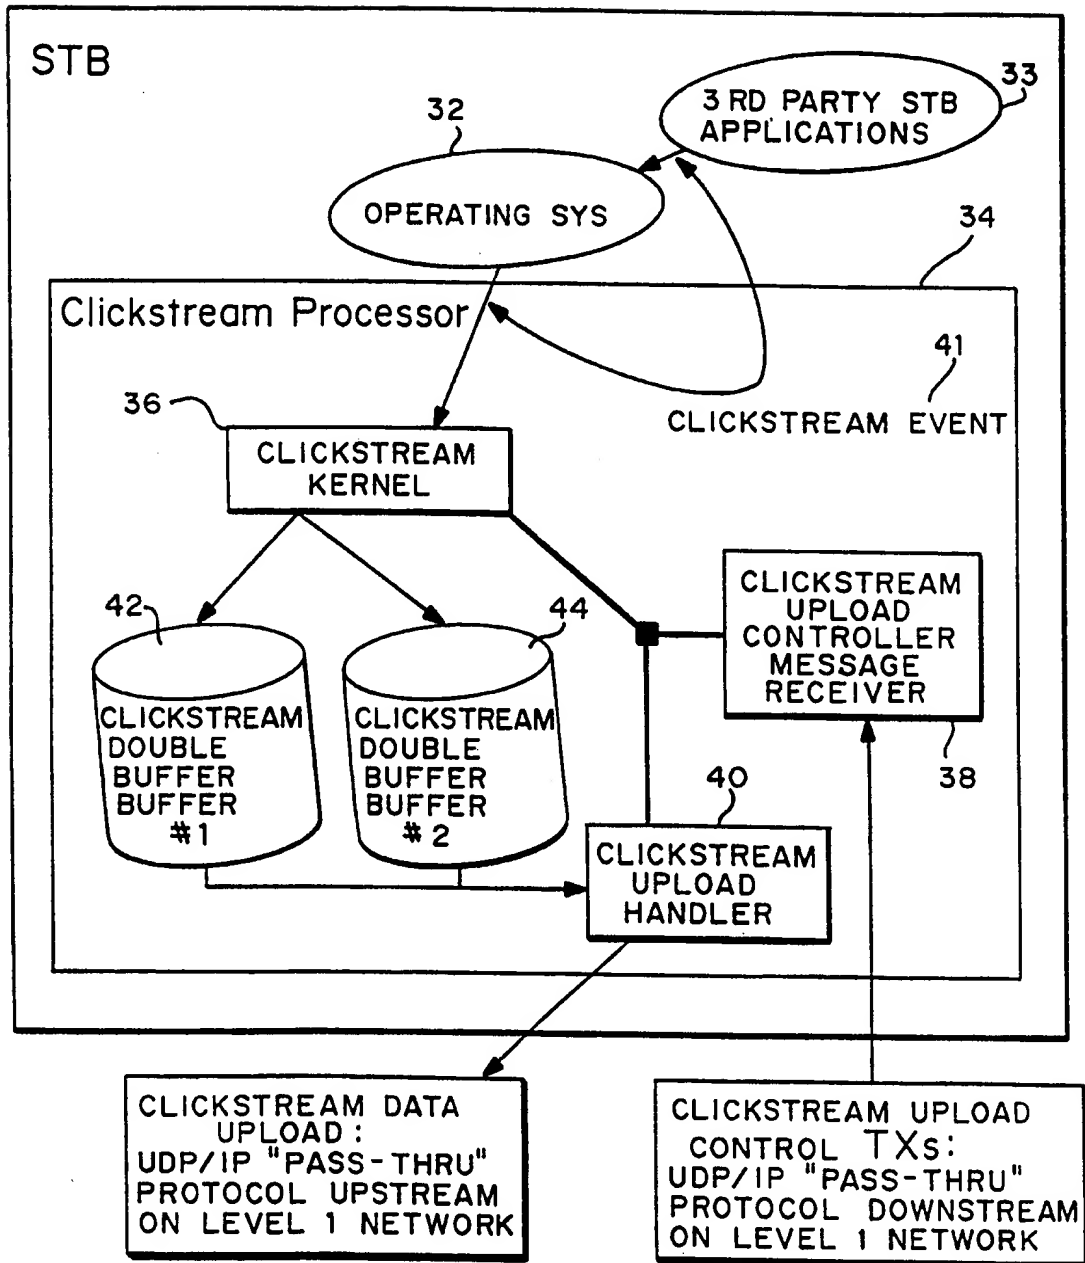 STB
33
3 RD PARTY STB
APPLICATIONS
32
OPERATING SYS
34
Clickstream Processor
41
CLICKSTREAM EVENT
36
CLICKSTREAM
KERNEL
42
44
CLICKSTREAM
UPLOAD
CONTROLLER
MESSAGE
RECEIVER
38
CLICKSTREAM
DOUBLE
BUFFER
BUFFER
#1
CLICKSTREAM
DOUBLE
BUFFER
BUFFER
#2
40
CLICKSTREAM
UPLOAD
HANDLER
CLICKSTREAM DATA
UPLOAD:
UDP/IP "PASS-THRU"
PROTOCOL UPSTREAM
ON LEVEL 1 NETWORK
CLICKSTREAM UPLOAD
CONTROL TXs:
UDP/IP "PASS-THRU"
PROTOCOL DOWNSTREAM
ON LEVEL 1 NETWORK